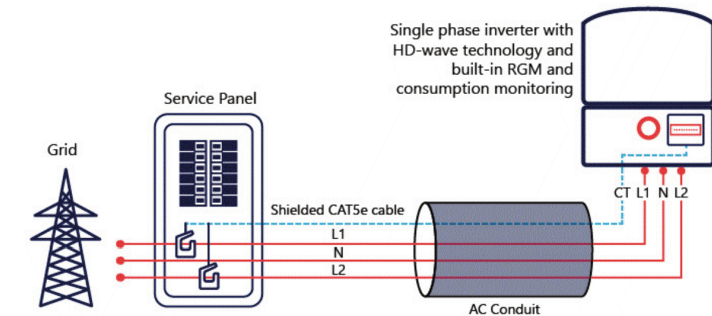 Single phase inverter with
HD-wave technology and
built-in RGM and
consumption monitoring
Service Panel
Grid
CT L1 N L2
Shielded CAT5e cable
L1
N
L2
AC Conduit